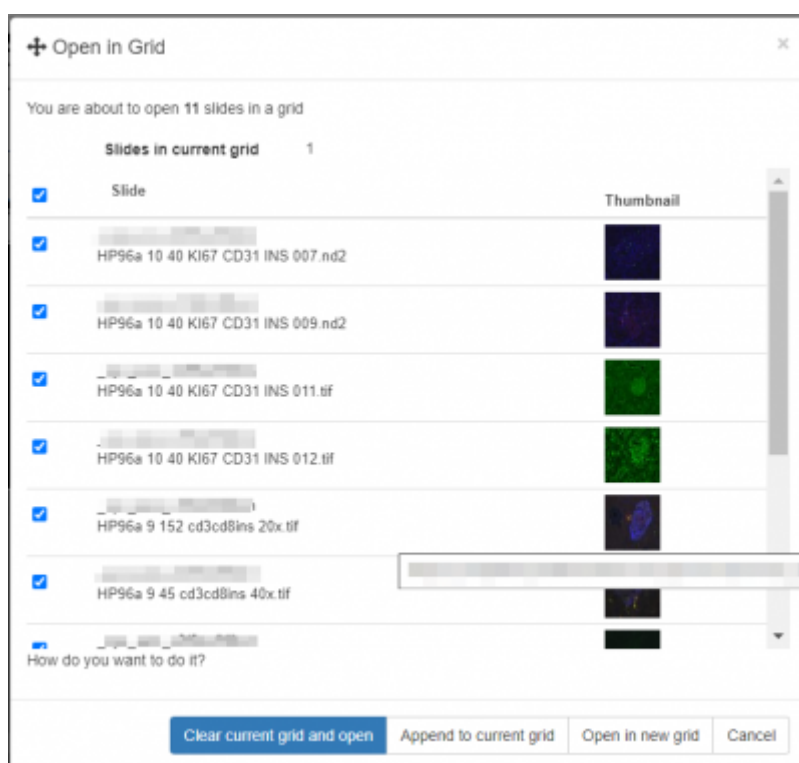 Open in Grid
×
You are about to open 11 slides in a grid
Slides in current grid 1
Slide Thumbnail
HP96a 10 40 KI67 CD31 INS 007.nd2
HP96a 10 40 KI67 CD31 INS 009.nd2
HP96a 10 40 KI67 CD31 INS 011.tif
HP96a 10 40 KI67 CD31 INS 012.tif
HP96a 9 152 cd3cd8ins 20x.tif
HP96a 9 45 cd3cd8ins 40x.tif
How do you want to do it?
Clear current grid and open Append to current grid Open in new grid Cancel